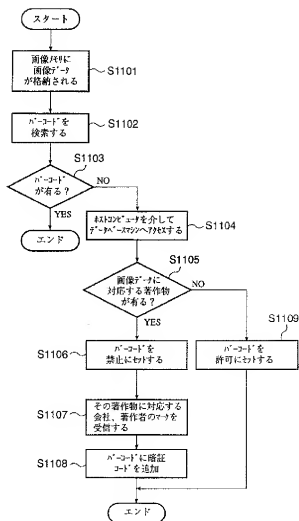 スタート
画像メモリに
画像データ
が格納される
S1101
バーコードを
検索する
S1102
S1103
バーコード
が有る?
NO
YES
エンド
ホストコンピュータを介して
データベースマシンへアクセスする
S1104
S1105
画像データに
対応する著作物
が有る?
NO
YES
S1109
S1106
バーコードを
禁止にセットする
バーコードを
許可にセットする
S1107
その著作物に対応する
会社、著作者のマークを
受信する
S1108
バーコードに暗証
コードを追加
エンド